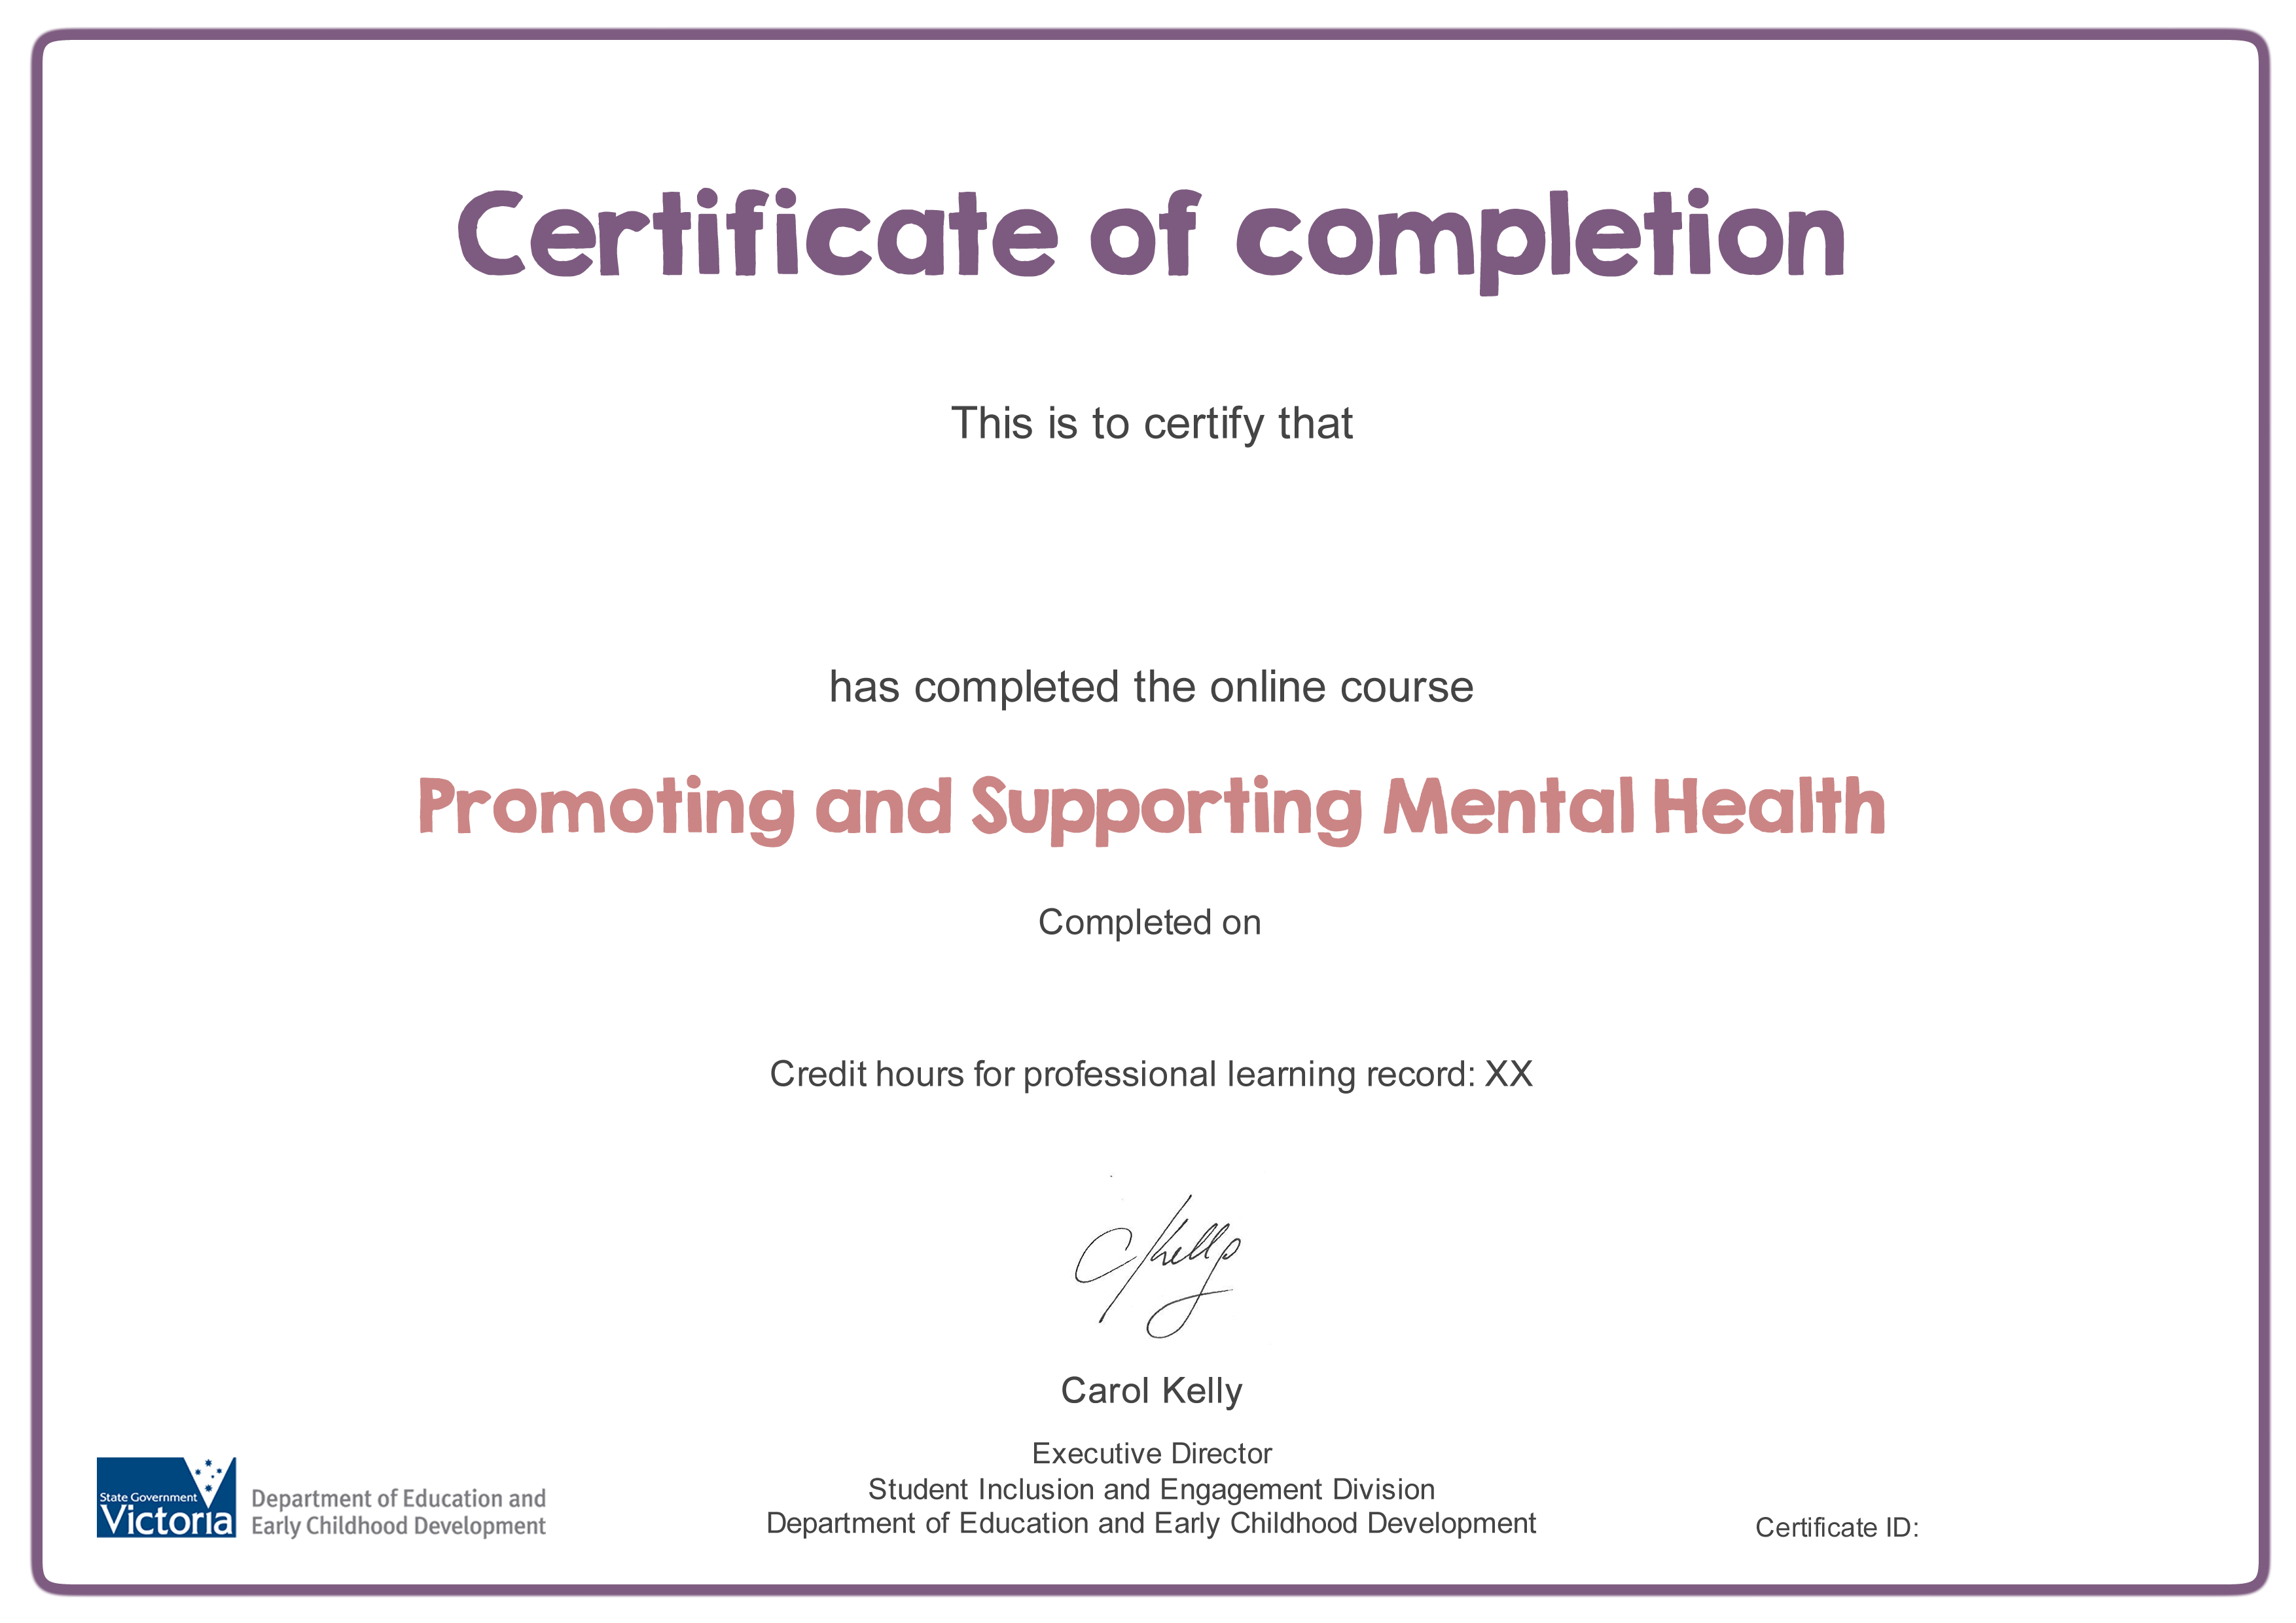 Certificate of completion
This is to certify that
has completed the online course
Promoting and Supporting Mental Health
Completed on
Credit hours for professional learning record: XX
CKelly
Carol Kelly
Executive Director
Student Inclusion and Engagement Division
Department of Education and Early Childhood Development
State Government
Victoria
Department of Education and
Early Childhood Development
Certificate ID: